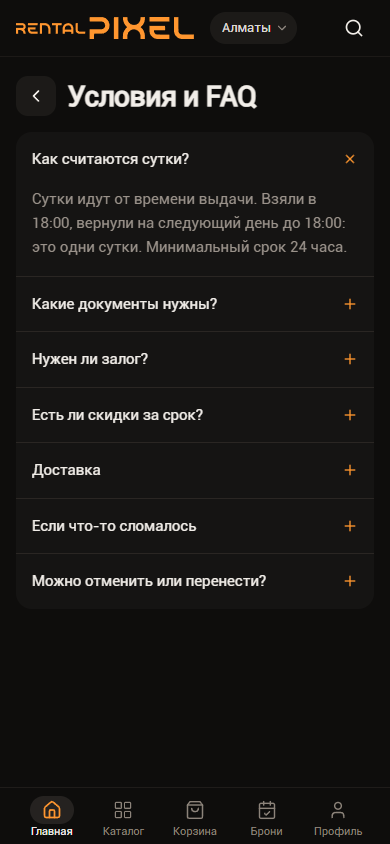 RENTAL PIXEL
Алматы
Условия и FAQ
Как считаются сутки?
Сутки идут от времени выдачи. Взяли в
18:00, вернули на следующий день до 18:00:
это одни сутки. Минимальный срок 24 часа.
Какие документы нужны?
Нужен ли залог?
Есть ли скидки за срок?
Доставка
Если что-то сломалось
Можно отменить или перенести?
Главная
Каталог
Корзина
Брони
Профиль